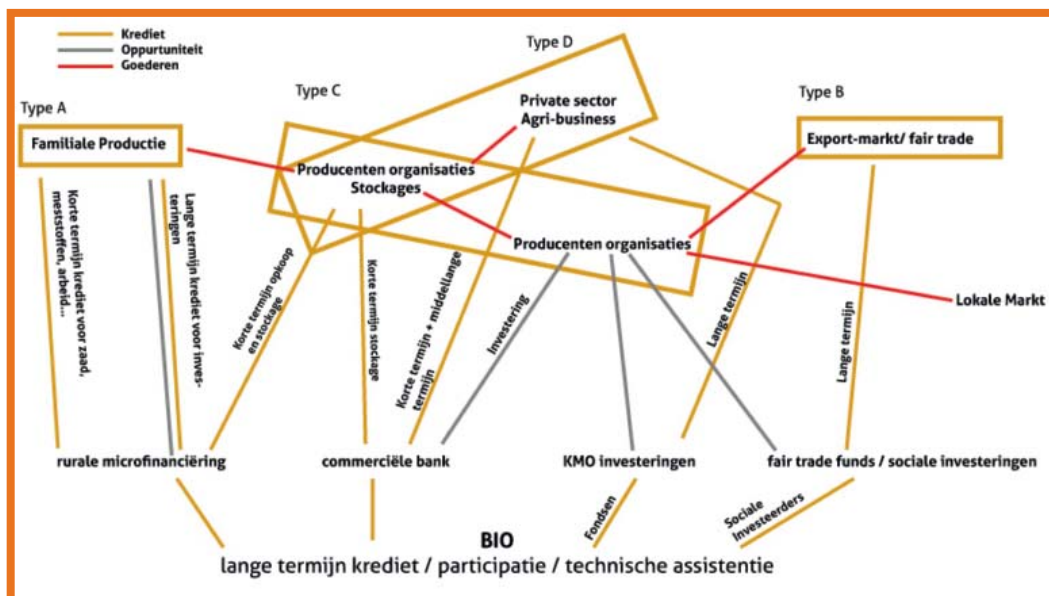 Krediet
Oppurtuniteit
Goederen
Type D
Type A
Type C
Type B
Private sector
Agri-business
Familiale Productie
Export-markt/ fair trade
Producenten organisaties
Stockages
Producenten organisaties
Lokale Markt
Korte termijn krediet voor zaad,
meststoffen, arbeid...
Lange termijn krediet voor inves-
teringen
Korte termijn opkoop
en stockage
Korte termijn stockage
Korte termijn + middellange
termijn
Investering
Lange termijn
Lange termijn
rurale microfinanciëring
commerciële bank
KMO investeringen
fair trade funds / sociale investeringen
Fondsen
Sociale
Investeerders
BIO
lange termijn krediet / participatie / technische assistentie